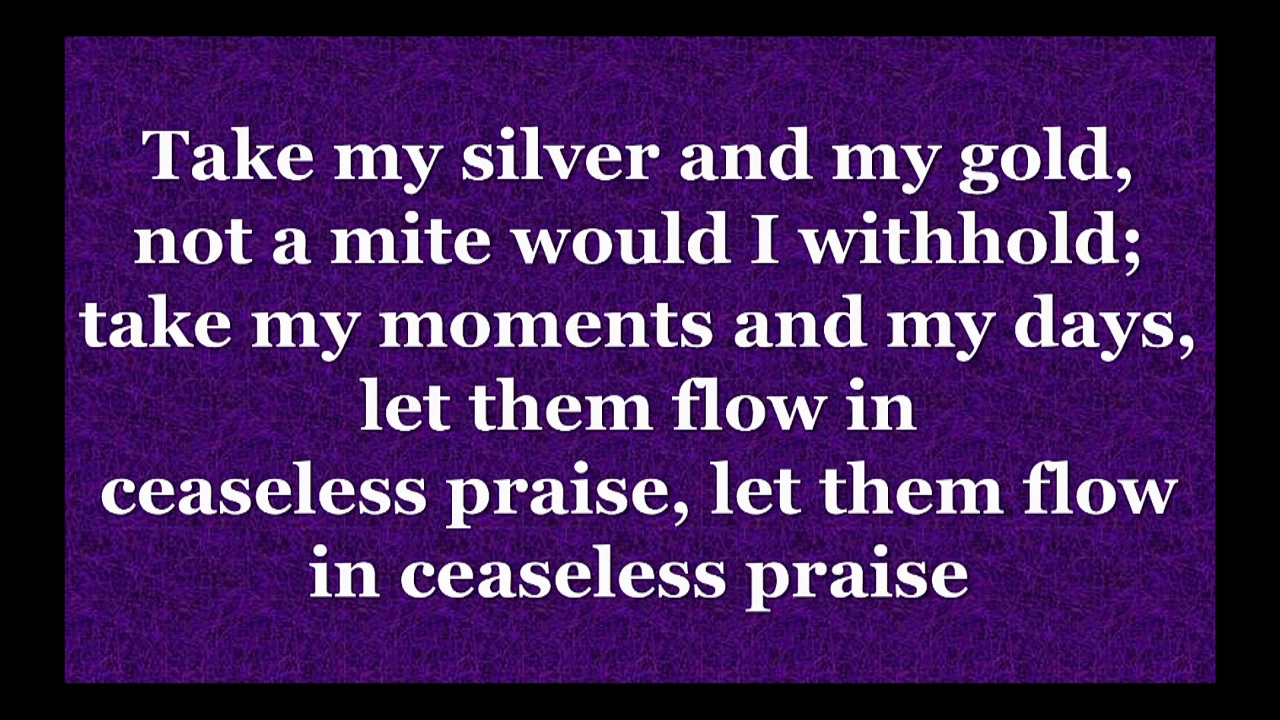 Take my silver and my gold,
not a mite would I withhold;
take my moments and my days,
let them flow in
ceaseless praise, let them flow
in ceaseless praise